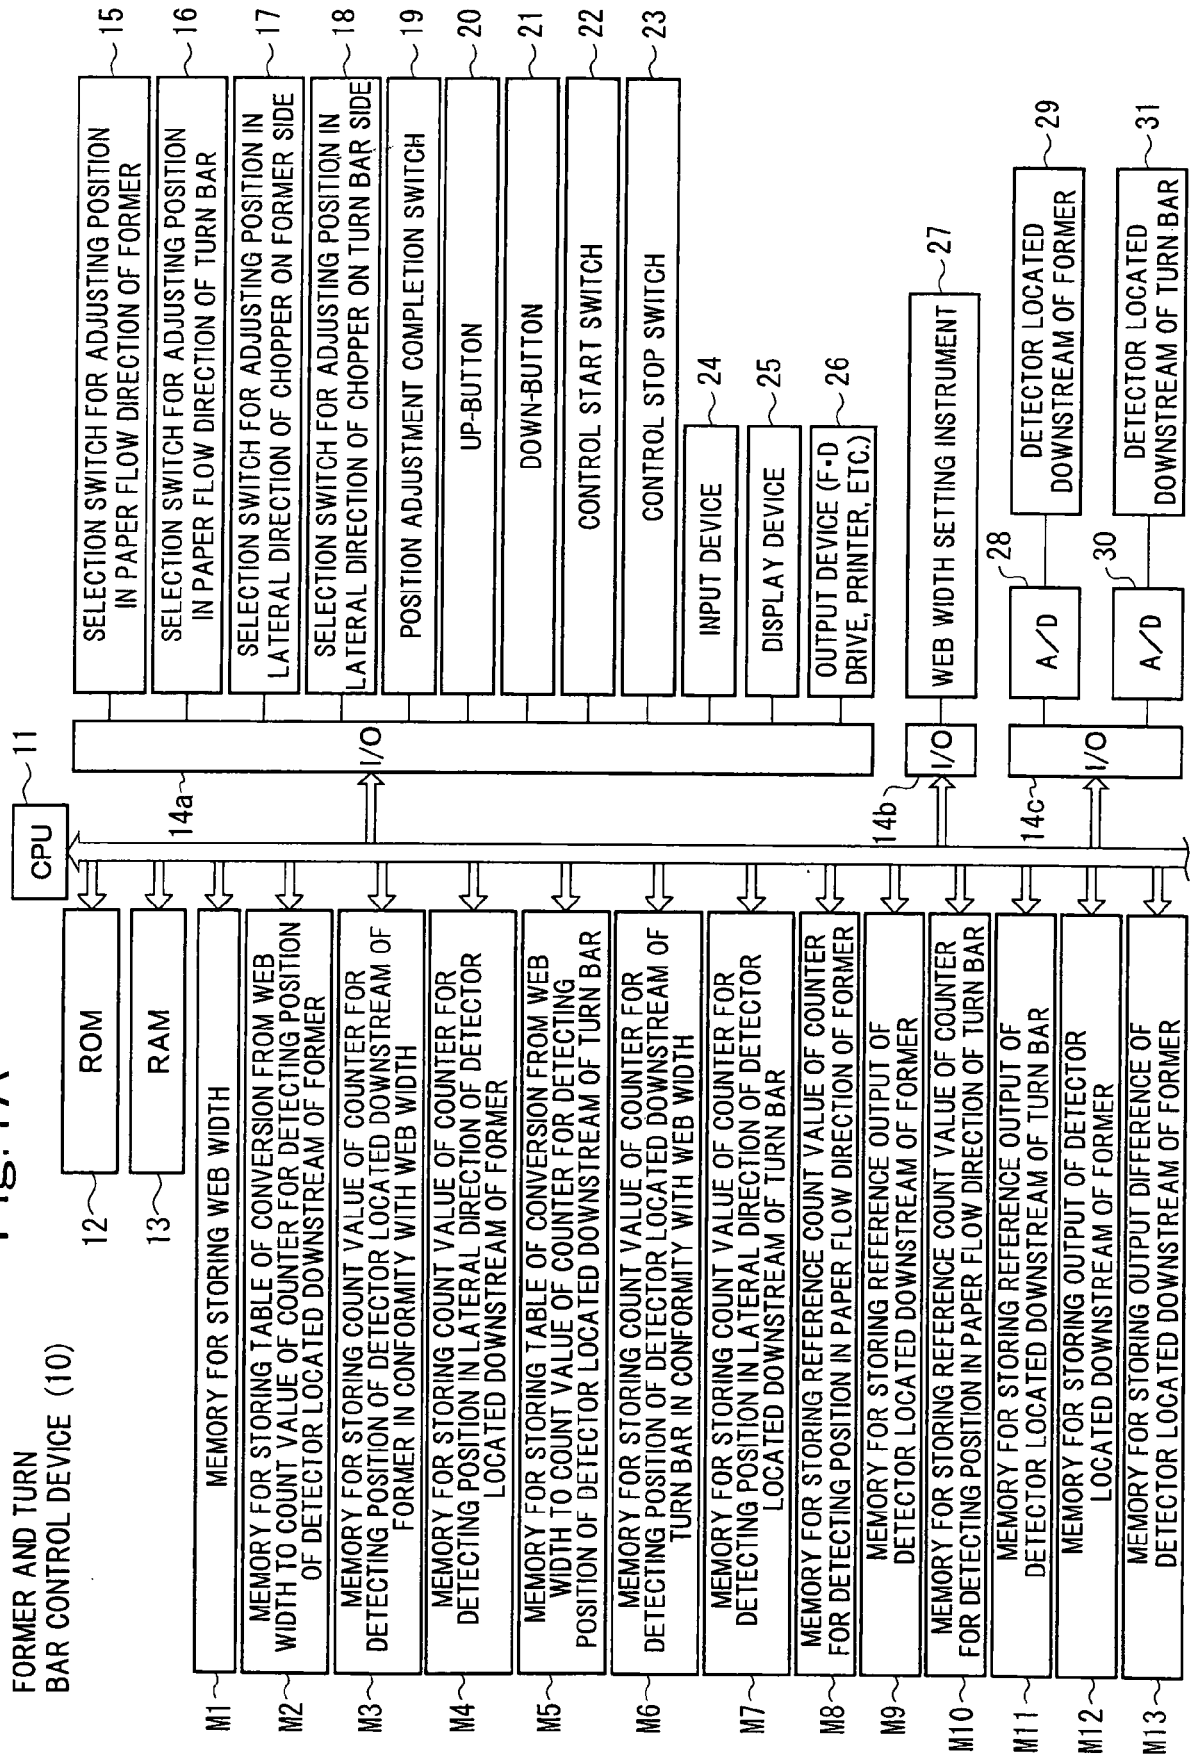 Fig. 1A
FORMER AND TURN
BAR CONTROL DEVICE (10)
CPU
11
12
ROM
13
RAM
M1
MEMORY FOR STORING WEB WIDTH
M2
MEMORY FOR STORING TABLE OF CONVERSION FROM WEB
WIDTH TO COUNT VALUE OF COUNTER FOR DETECTING POSITION
OF DETECTOR LOCATED DOWNSTREAM OF FORMER
M3
MEMORY FOR STORING COUNT VALUE OF COUNTER FOR
DETECTING POSITION OF DETECTOR LOCATED DOWNSTREAM OF
FORMER IN CONFORMITY WITH WEB WIDTH
M4
MEMORY FOR STORING COUNT VALUE OF COUNTER FOR
DETECTING POSITION IN LATERAL DIRECTION OF DETECTOR
LOCATED DOWNSTREAM OF FORMER
M5
MEMORY FOR STORING TABLE OF CONVERSION FROM WEB
WIDTH TO COUNT VALUE OF COUNTER FOR DETECTING
POSITION OF DETECTOR LOCATED DOWNSTREAM OF TURN BAR
M6
MEMORY FOR STORING COUNT VALUE OF COUNTER FOR
DETECTING POSITION OF DETECTOR LOCATED DOWNSTREAM OF
TURN BAR IN CONFORMITY WITH WEB WIDTH
M7
MEMORY FOR STORING COUNT VALUE OF COUNTER FOR
DETECTING POSITION IN LATERAL DIRECTION OF DETECTOR
LOCATED DOWNSTREAM OF TURN BAR
M8
MEMORY FOR STORING REFERENCE COUNT VALUE OF COUNTER
FOR DETECTING POSITION IN PAPER FLOW DIRECTION OF FORMER
M9
MEMORY FOR STORING REFERENCE OUTPUT OF
DETECTOR LOCATED DOWNSTREAM OF FORMER
M10
MEMORY FOR STORING REFERENCE COUNT VALUE OF COUNTER
FOR DETECTING POSITION IN PAPER FLOW DIRECTION OF TURN BAR
M11
MEMORY FOR STORING REFERENCE OUTPUT OF
DETECTOR LOCATED DOWNSTREAM OF TURN BAR
M12
MEMORY FOR STORING OUTPUT OF DETECTOR
LOCATED DOWNSTREAM OF FORMER
M13
MEMORY FOR STORING OUTPUT DIFFERENCE OF
DETECTOR LOCATED DOWNSTREAM OF FORMER
14a
I/O
SELECTION SWITCH FOR ADJUSTING POSITION
IN PAPER FLOW DIRECTION OF FORMER
15
SELECTION SWITCH FOR ADJUSTING POSITION
IN PAPER FLOW DIRECTION OF TURN BAR
16
SELECTION SWITCH FOR ADJUSTING POSITION IN
LATERAL DIRECTION OF CHOPPER ON FORMER SIDE
17
SELECTION SWITCH FOR ADJUSTING POSITION IN
LATERAL DIRECTION OF CHOPPER ON TURN BAR SIDE
18
POSITION ADJUSTMENT COMPLETION SWITCH
19
UP-BUTTON
20
DOWN-BUTTON
21
CONTROL START SWITCH
22
CONTROL STOP SWITCH
23
INPUT DEVICE
24
DISPLAY DEVICE
25
OUTPUT DEVICE (F·D
DRIVE, PRINTER, ETC.)
26
14b
I/O
WEB WIDTH SETTING INSTRUMENT
27
14c
I/O
A/D
28
DETECTOR LOCATED
DOWNSTREAM OF FORMER
29
A/D
30
DETECTOR LOCATED
DOWNSTREAM OF TURN BAR
31